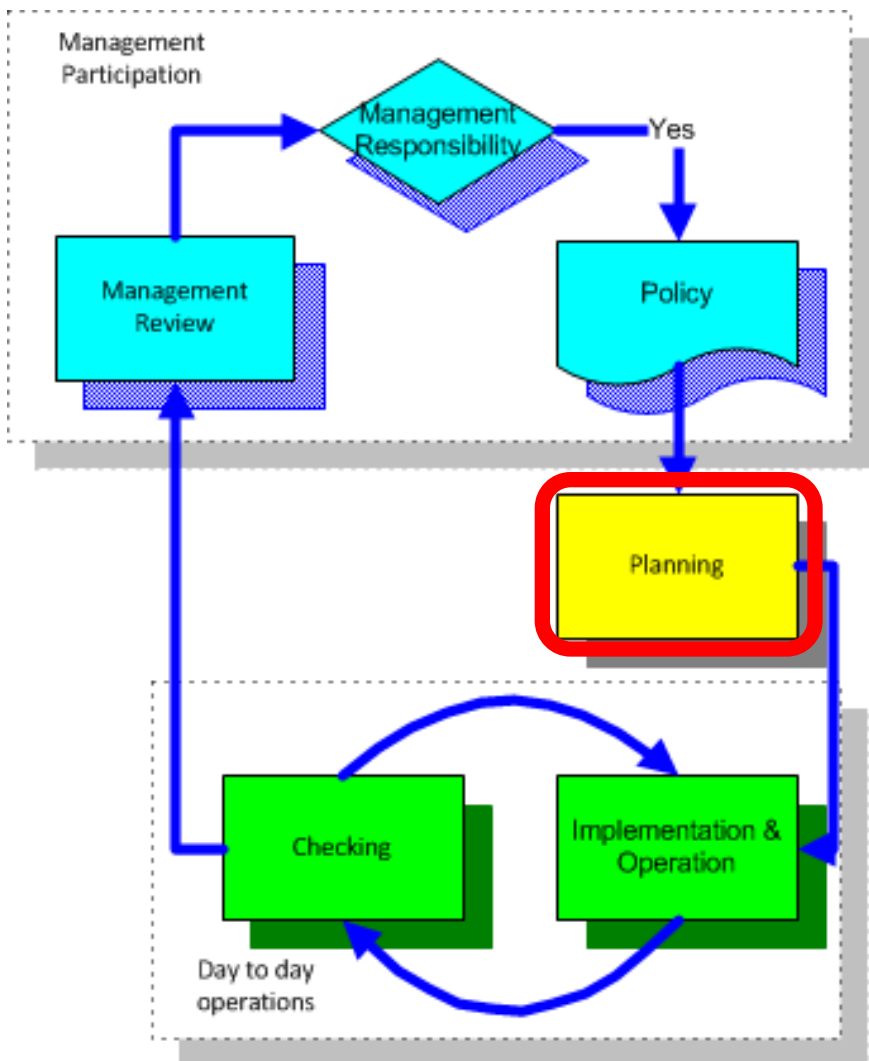 Management
Participation
Management
Responsibility
Yes
Management
Review
Policy
Planning
Checking
Implementation &
Operation
Day to day
operations